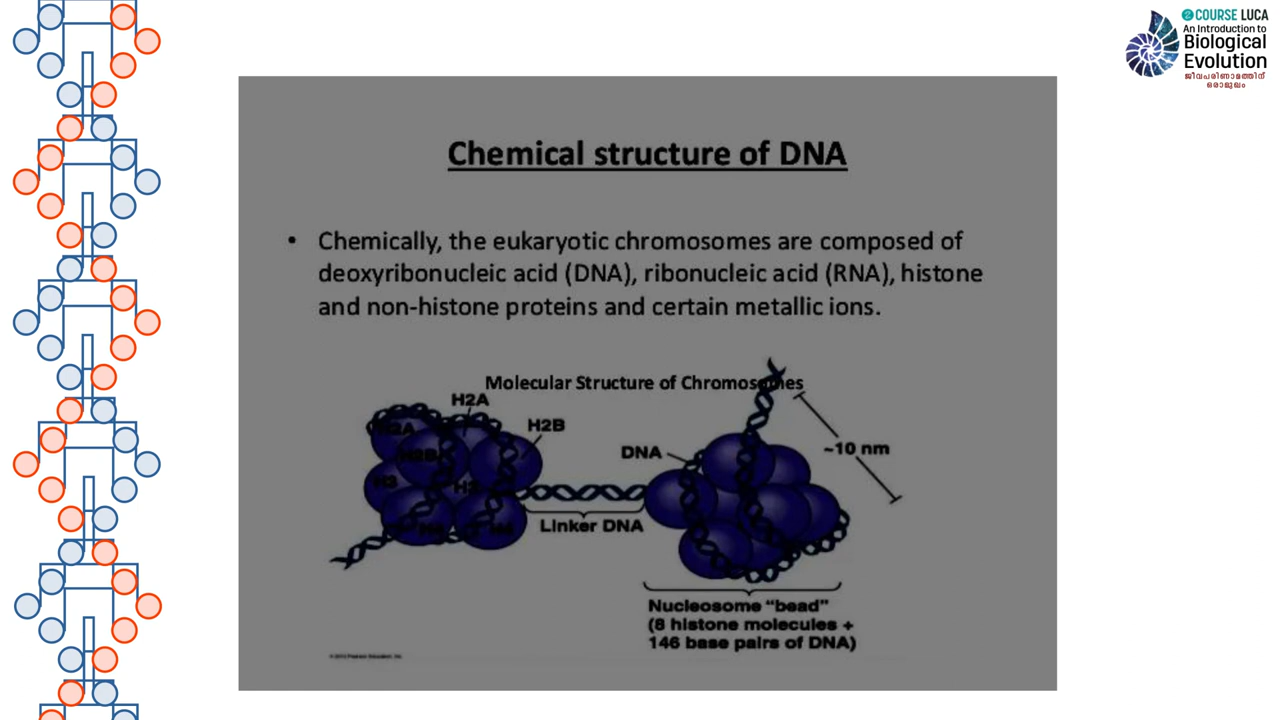 COURSE LUCA
An Introduction to
Biological
Evolution
ജീവപരിണാമത്തിന്
ഒരാമുഖം
Chemical structure of DNA
• Chemically, the eukaryotic chromosomes are composed of
deoxyribonucleic acid (DNA), ribonucleic acid (RNA), histone
and non-histone proteins and certain metallic ions.
Molecular Structure of Chromosomes
H2A
H2B
H2A
H2B
H3
DNA
~10 nm
Linker DNA
Nucleosome “bead”
(8 histone molecules +
146 base pairs of DNA)